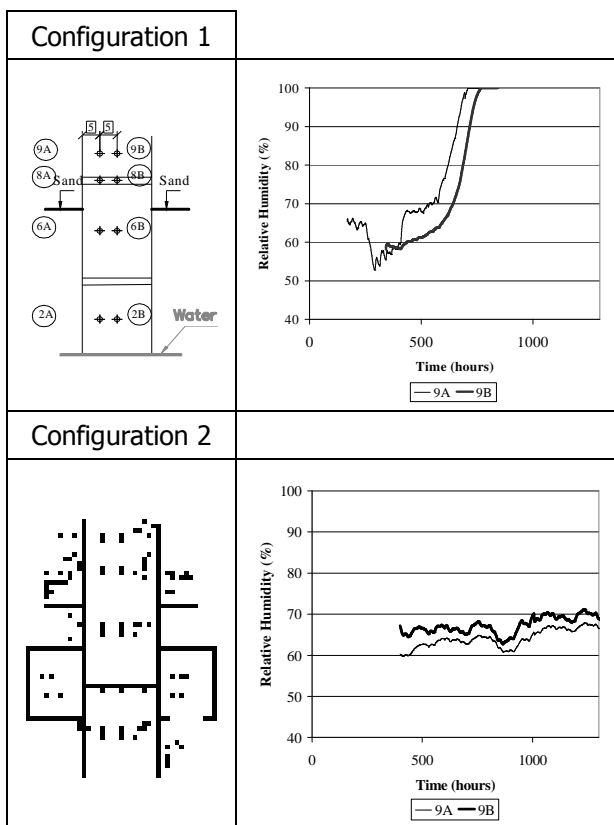 Configuration 1
5 5
9A 9B
8A 8B
Sand Sand
6A 6B
2A 2B
Water
Relative Humidity (%)
100
90
80
70
60
50
40
0 500 1000
Time (hours)
9A 9B
Configuration 2
Relative Humidity (%)
100
90
80
70
60
50
40
0 500 1000
Time (hours)
9A 9B